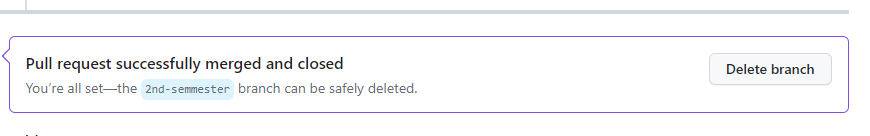 Pull request successfully merged and closed
You're all set—the 2nd-semmester branch can be safely deleted.
Delete branch